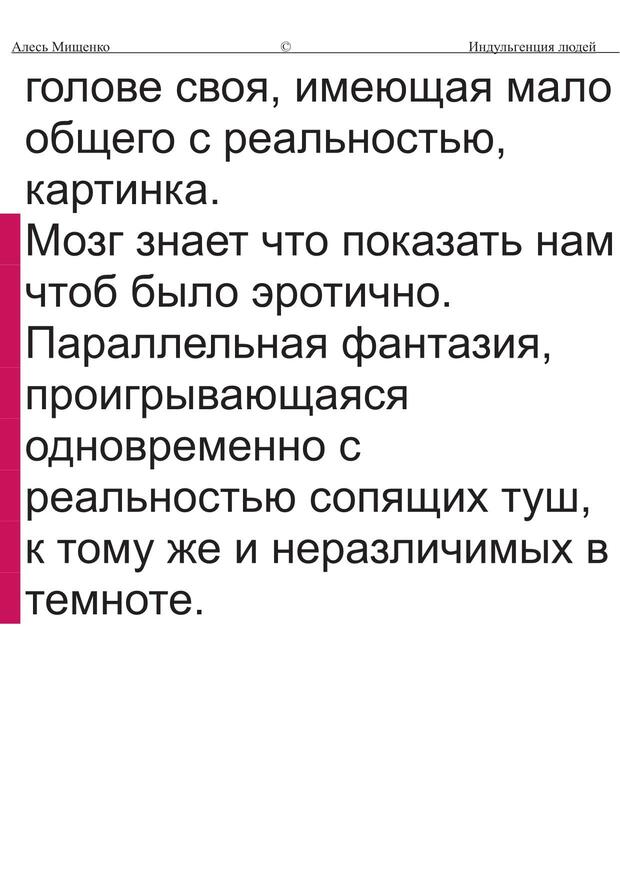 Алесь Мищенко © Индульгенция людей
голове своя, имеющая мало
общего с реальностью,
картинка.
Мозг знает что показать нам
чтоб было эротично.
Параллельная фантазия,
проигрывающаяся
одновременно с
реальностью сопящих туш,
к тому же и неразличимых в
темноте.